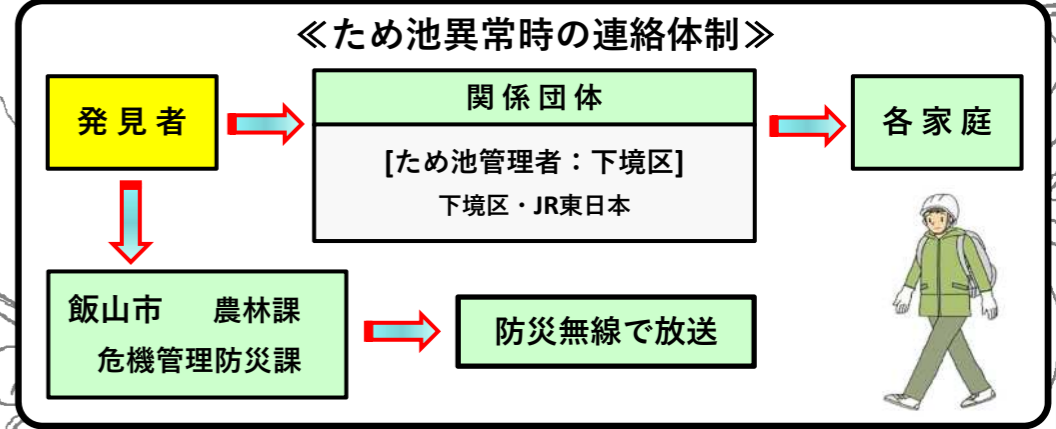 ≪ため池異常時の連絡体制≫
発見者
関係団体
[ため池管理者：下境区]
下境区・JR東日本
各家庭
飯山市 農林課
危機管理防災課
防災無線で放送